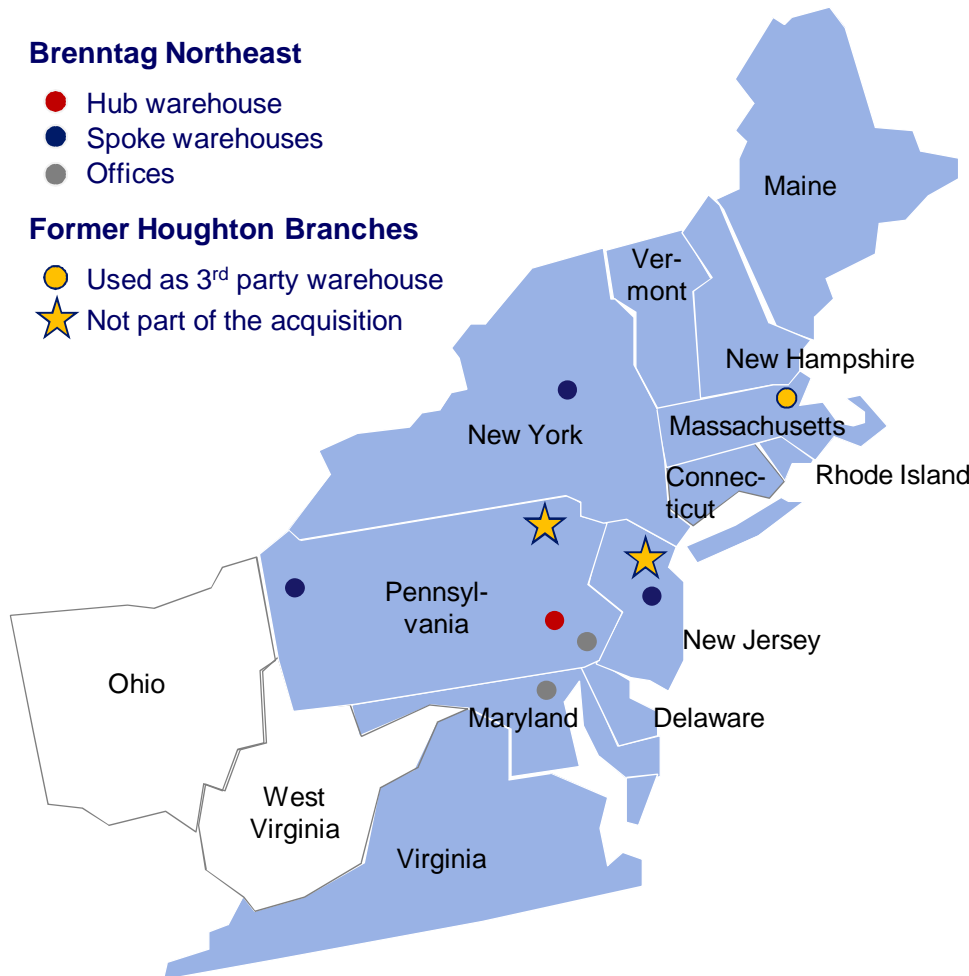 Brenntag Northeast
Hub warehouse
Spoke warehouses
Offices
Former Houghton Branches
Used as 3rd party warehouse
Not part of the acquisition
Maine
Ver-
mont
New Hampshire
New York
Massachusetts
Connec-
ticut
Rhode Island
Pennsyl-
vania
New Jersey
Ohio
Maryland
Delaware
West
Virginia
Virginia